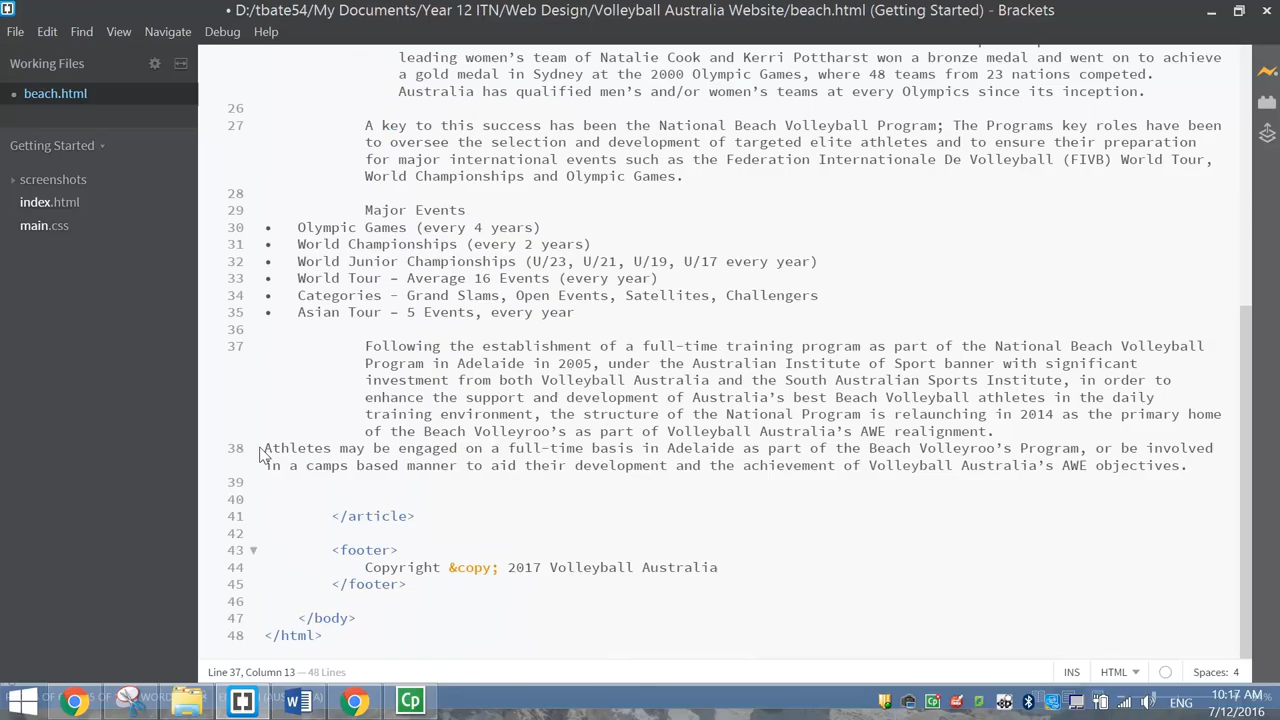 • D:/tbate54/My Documents/Year 12 ITN/Web Design/Volleyball Australia Website/beach.html (Getting Started) - Brackets
File Edit Find View Navigate Debug Help
Working Files
• beach.html
Getting Started
screenshots
index.html
main.css
leading women’s team of Natalie Cook and Kerri Pottharst won a bronze medal and went on to achieve
a gold medal in Sydney at the 2000 Olympic Games, where 48 teams from 23 nations competed.
Australia has qualified men’s and/or women’s teams at every Olympics since its inception.
26
27 A key to this success has been the National Beach Volleyball Program; The Programs key roles have been
to oversee the selection and development of targeted elite athletes and to ensure their preparation
for major international events such as the Federation Internationale De Volleyball (FIVB) World Tour,
World Championships and Olympic Games.
28
29 Major Events
30 • Olympic Games (every 4 years)
31 • World Championships (every 2 years)
32 • World Junior Championships (U/23, U/21, U/19, U/17 every year)
33 • World Tour – Average 16 Events (every year)
34 • Categories - Grand Slams, Open Events, Satellites, Challengers
35 • Asian Tour – 5 Events, every year
36
37 Following the establishment of a full-time training program as part of the National Beach Volleyball
Program in Adelaide in 2005, under the Australian Institute of Sport banner with significant
investment from both Volleyball Australia and the South Australian Sports Institute, in order to
enhance the support and development of Australia’s best Beach Volleyball athletes in the daily
training environment, the structure of the National Program is relaunching in 2014 as the primary home
of the Beach Volleyroo’s as part of Volleyball Australia’s AWE realignment.
38 Athletes may be engaged on a full-time basis in Adelaide as part of the Beach Volleyroo’s Program, or be involved
in a camps based manner to aid their development and the achievement of Volleyball Australia’s AWE objectives.
39
40
41 </article>
42
43 <footer>
44 Copyright &copy; 2017 Volleyball Australia
45 </footer>
46
47 </body>
48 </html>
Line 37, Column 13 — 48 Lines
INS HTML Spaces: 4
Cp
ENG
10:17 AM
7/12/2016